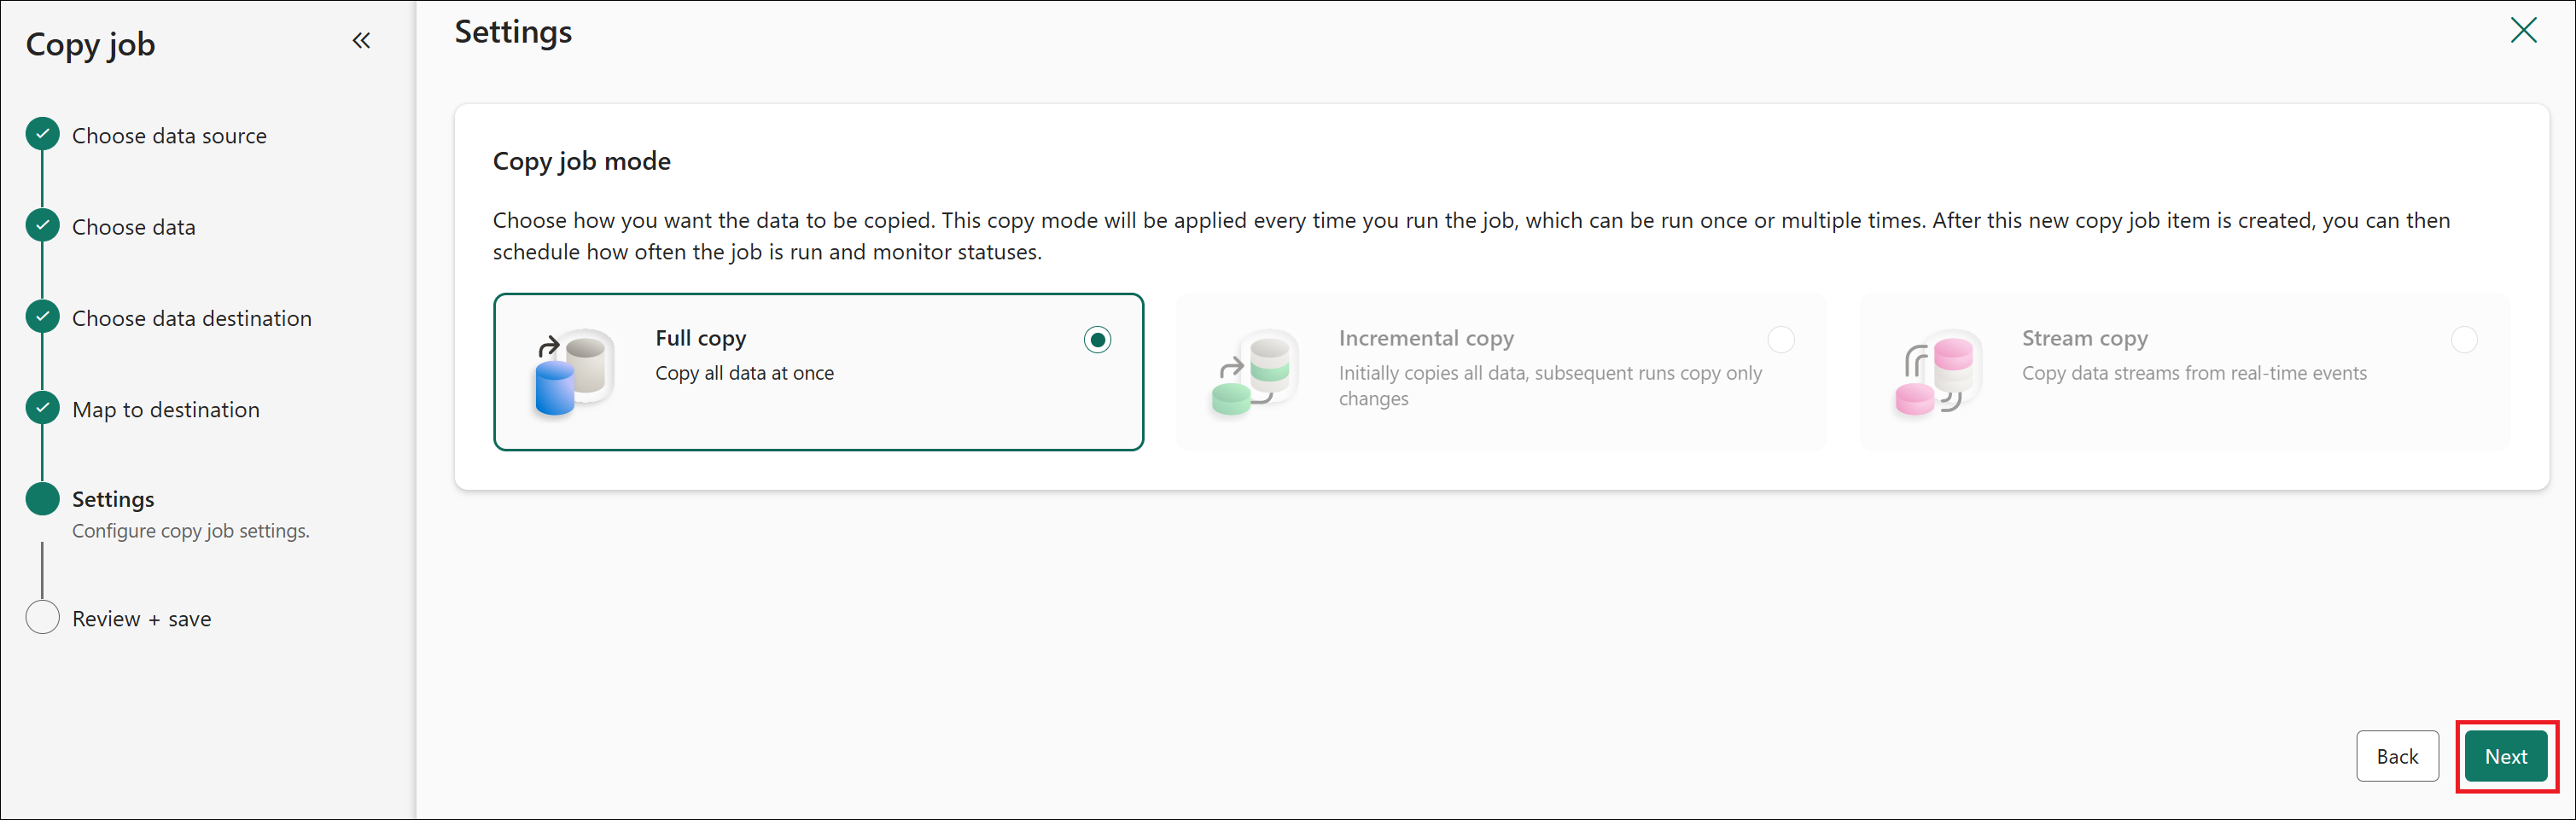 Copy job
Choose data source
Choose data
Choose data destination
Map to destination
Settings
Configure copy job settings.
Review + save
Settings
Copy job mode
Choose how you want the data to be copied. This copy mode will be applied every time you run the job, which can be run once or multiple times. After this new copy job item is created, you can then
schedule how often the job is run and monitor statuses.
Full copy
Copy all data at once
Incremental copy
Initially copies all data, subsequent runs copy only
changes
Stream copy
Copy data streams from real-time events
Back
Next